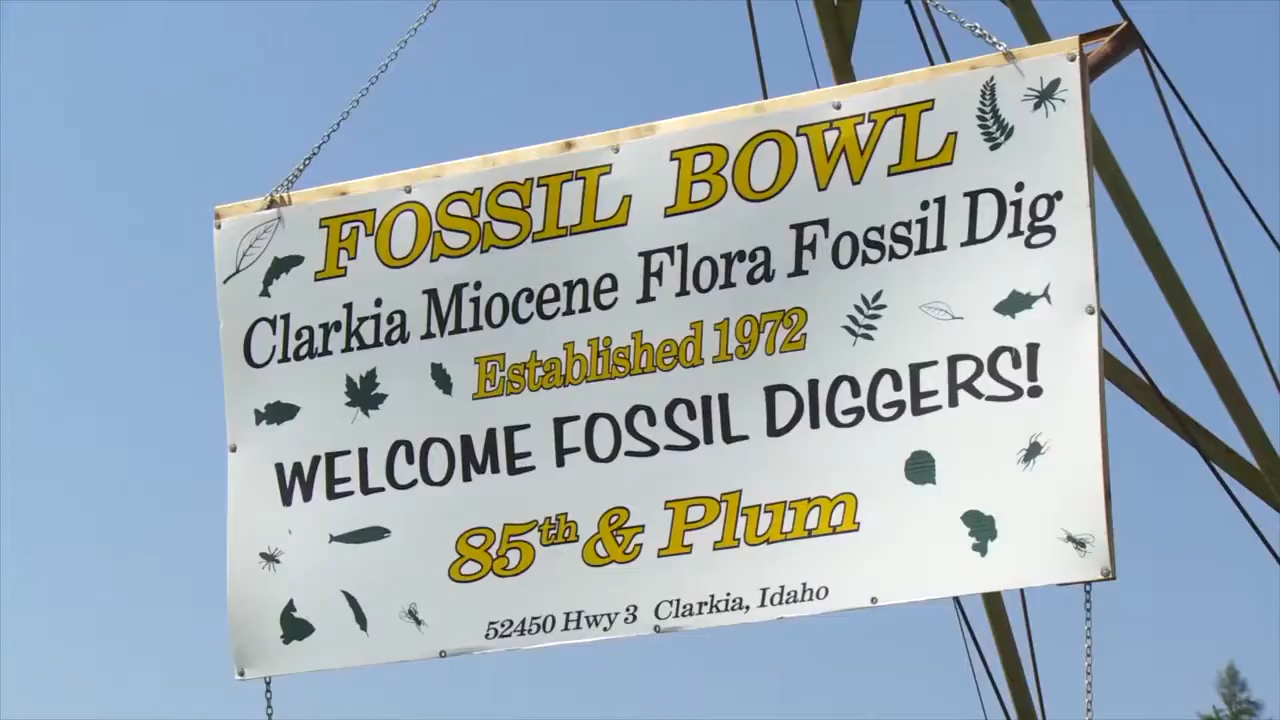 FOSSIL BOWL
Clarkia Miocene Flora Fossil Dig
Established 1972
WELCOME FOSSIL DIGGERS!
85th & Plum
52450 Hwy 3 Clarkia, Idaho